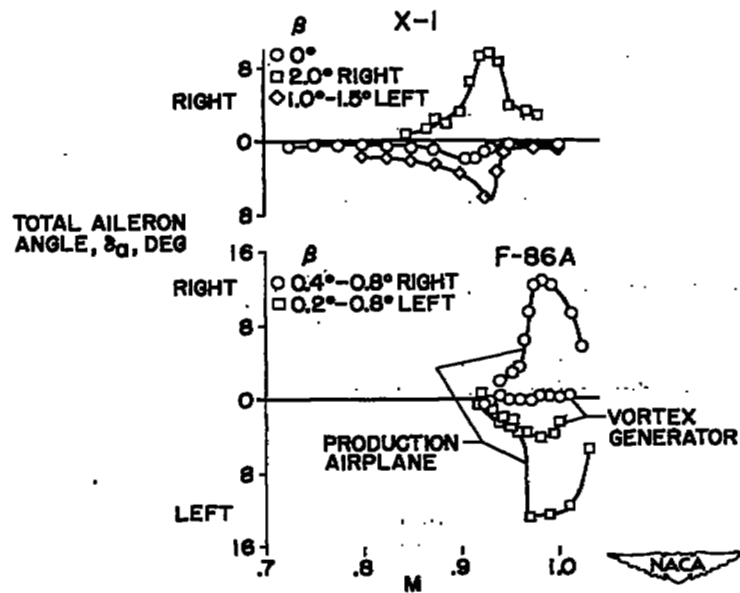 X-1
β
0°
2.0° RIGHT
1.0°-1.5° LEFT
RIGHT
8
0
8
TOTAL AILERON
ANGLE, δa, DEG
F-86A
β
0.4°-0.8° RIGHT
0.2°-0.8° LEFT
16
RIGHT
8
0
VORTEX
GENERATOR
PRODUCTION
AIRPLANE
8
LEFT
16
.7 .8 .9 1.0
M
NACA